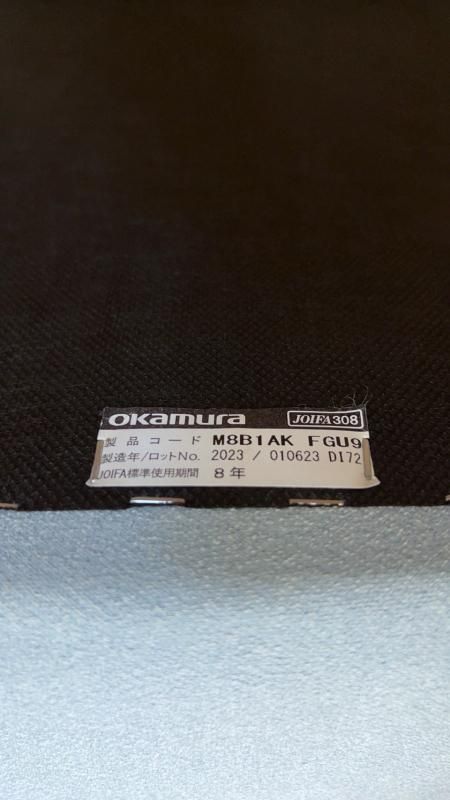 okamura JOIFA308
製品コード M8B1AK FGU9
製造年/ロットNo. 2023 / 010623 D172
JOIFA標準使用期間 8年